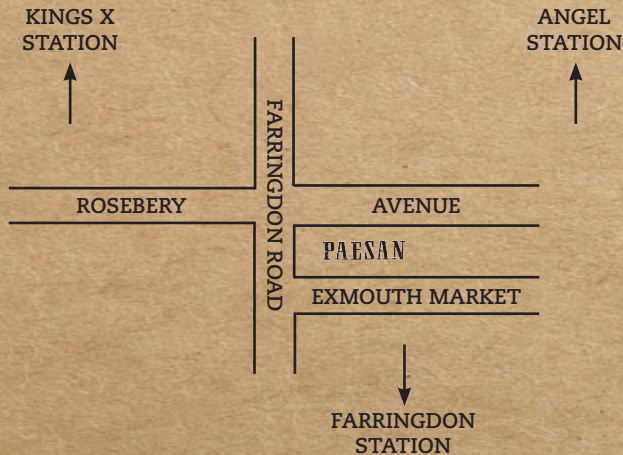 KINGS X
STATION
ANGEL
STATION
FARRINGDON ROAD
ROSEBERY
AVENUE
PAESAN
EXMOUTH MARKET
FARRINGDON
STATION